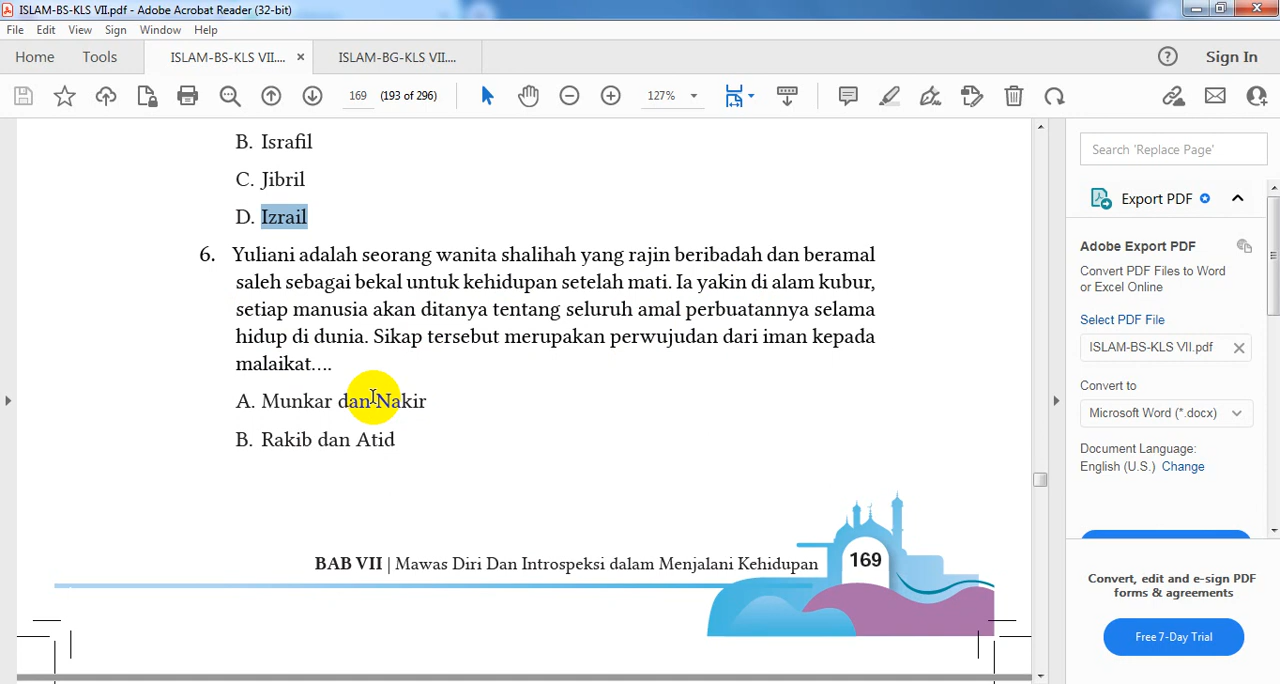 ISLAM-BS-KLS VII.pdf - Adobe Acrobat Reader (32-bit)
File Edit View Sign Window Help
Home Tools ISLAM-BS-KLS VII.... × ISLAM-BG-KLS VII.... ? Sign In
169 (193 of 296) 127%
B. Israfil
C. Jibril
D. Izrail
6. Yuliani adalah seorang wanita shalihah yang rajin beribadah dan beramal
saleh sebagai bekal untuk kehidupan setelah mati. Ia yakin di alam kubur,
setiap manusia akan ditanya tentang seluruh amal perbuatannya selama
hidup di dunia. Sikap tersebut merupakan perwujudan dari iman kepada
malaikat....
A. Munkar dan Nakir
B. Rakib dan Atid
BAB VII | Mawas Diri Dan Introspeksi dalam Menjalani Kehidupan 169
Search 'Replace Page'
Export PDF
Adobe Export PDF
Convert PDF Files to Word
or Excel Online
Select PDF File
ISLAM-BS-KLS VII.pdf
Convert to
Microsoft Word (*.docx)
Document Language:
English (U.S.) Change
Convert, edit and e-sign PDF
forms & agreements
Free 7-Day Trial